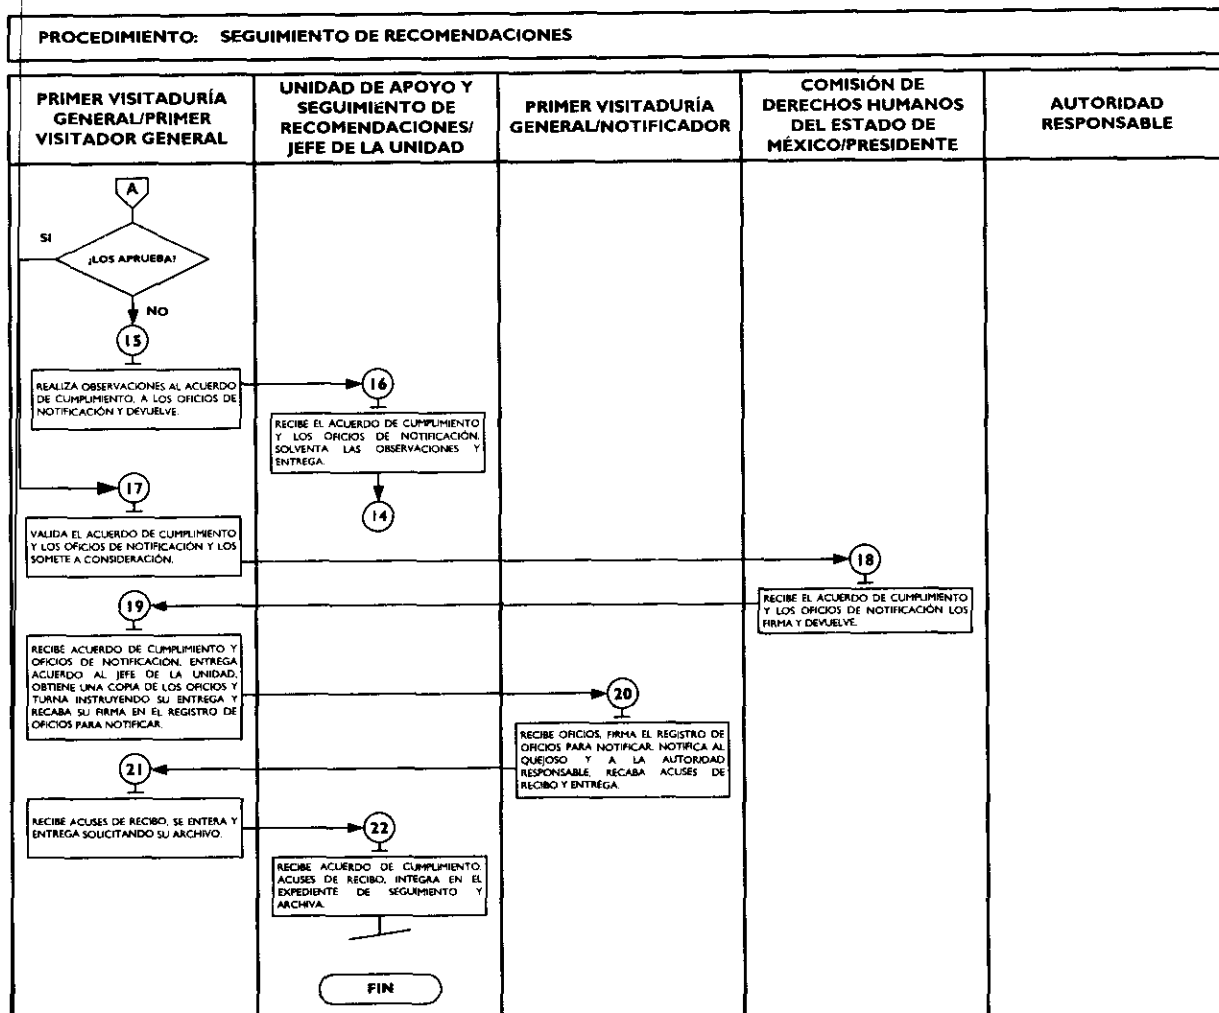 PROCEDIMIENTO: SEGUIMIENTO DE RECOMENDACIONES
PRIMER VISITADURÍA
GENERAL/PRIMER
VISITADOR GENERAL
UNIDAD DE APOYO Y
SEGUIMIENTO DE
RECOMENDACIONES/
JEFE DE LA UNIDAD
PRIMER VISITADURÍA
GENERAL/NOTIFICADOR
COMISIÓN DE
DERECHOS HUMANOS
DEL ESTADO DE
MÉXICO/PRESIDENTE
AUTORIDAD
RESPONSABLE
A
SI
¿LOS APRUEBA?
NO
15
REALIZA OBSERVACIONES AL ACUERDO
DE CUMPLIMIENTO, A LOS OFICIOS DE
NOTIFICACIÓN Y DEVUELVE.
16
RECIBE EL ACUERDO DE CUMPLIMIENTO
Y LOS OFICIOS DE NOTIFICACIÓN,
SOLVENTA LAS OBSERVACIONES Y
ENTREGA.
14
17
VALIDA EL ACUERDO DE CUMPLIMIENTO
Y LOS OFICIOS DE NOTIFICACIÓN Y LOS
SOMETE A CONSIDERACIÓN.
18
RECIBE EL ACUERDO DE CUMPLIMIENTO
Y LOS OFICIOS DE NOTIFICACIÓN LOS
FIRMA Y DEVUELVE.
19
RECIBE ACUERDO DE CUMPLIMIENTO Y
OFICIOS DE NOTIFICACIÓN, ENTREGA
ACUERDO AL JEFE DE LA UNIDAD,
OBTIENE UNA COPIA DE LOS OFICIOS Y
TURNA INSTRUYENDO SU ENTREGA Y
RECABA SU FIRMA EN EL REGISTRO DE
OFICIOS PARA NOTIFICAR.
20
RECIBE OFICIOS, FIRMA EL REGISTRO DE
OFICIOS PARA NOTIFICAR. NOTIFICA AL
QUEJOSO Y A LA AUTORIDAD
RESPONSABLE, RECABA ACUSES DE
RECIBO Y ENTREGA.
21
RECIBE ACUSES DE RECIBO, SE ENTERA Y
ENTREGA SOLICITANDO SU ARCHIVO.
22
RECIBE ACUERDO DE CUMPLIMIENTO,
ACUSES DE RECIBO, INTEGRA EN EL
EXPEDIENTE DE SEGUIMIENTO Y
ARCHIVA.
FIN